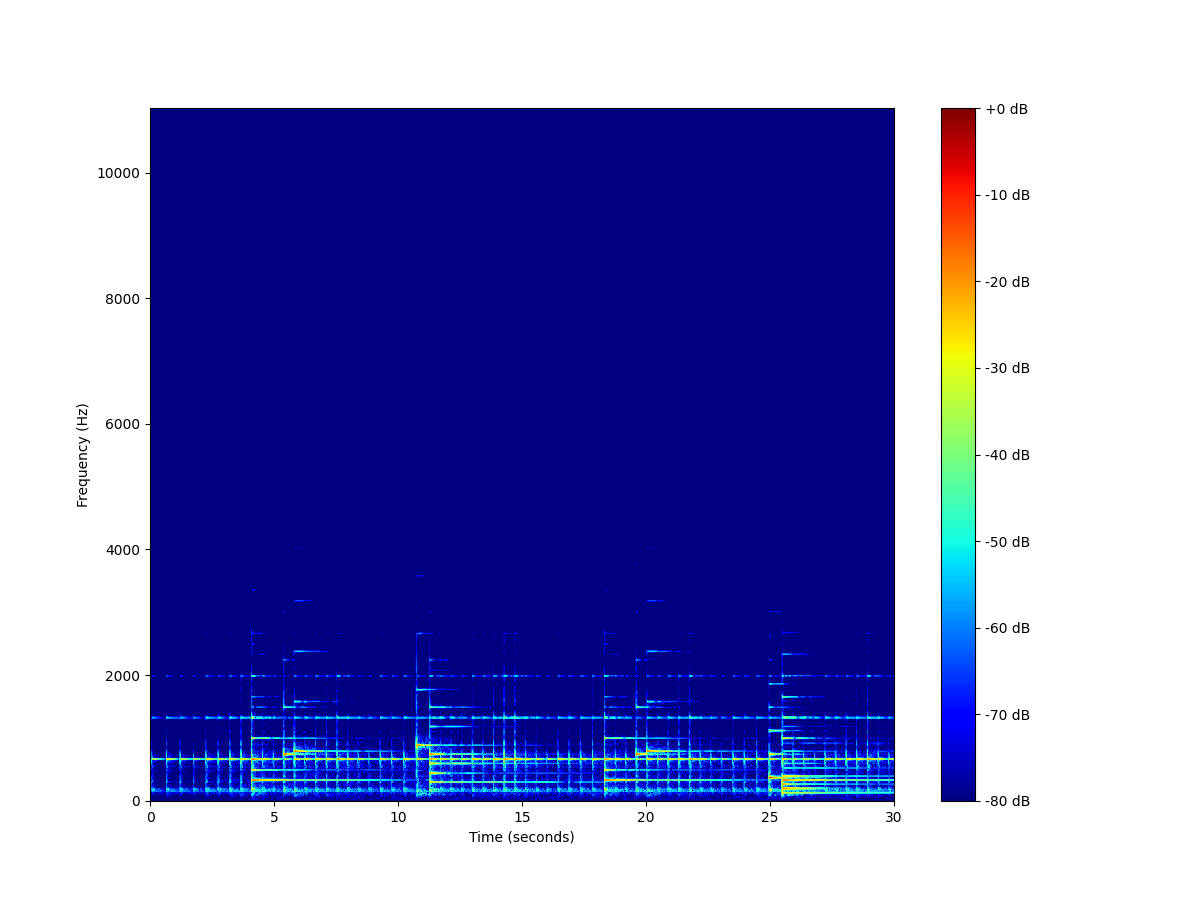 +0 dB
-10 dB
-20 dB
-30 dB
-40 dB
-50 dB
-60 dB
-70 dB
-80 dB
10000
8000
6000
4000
2000
0
Frequency (Hz)
0 5 10 15 20 25 30
Time (seconds)